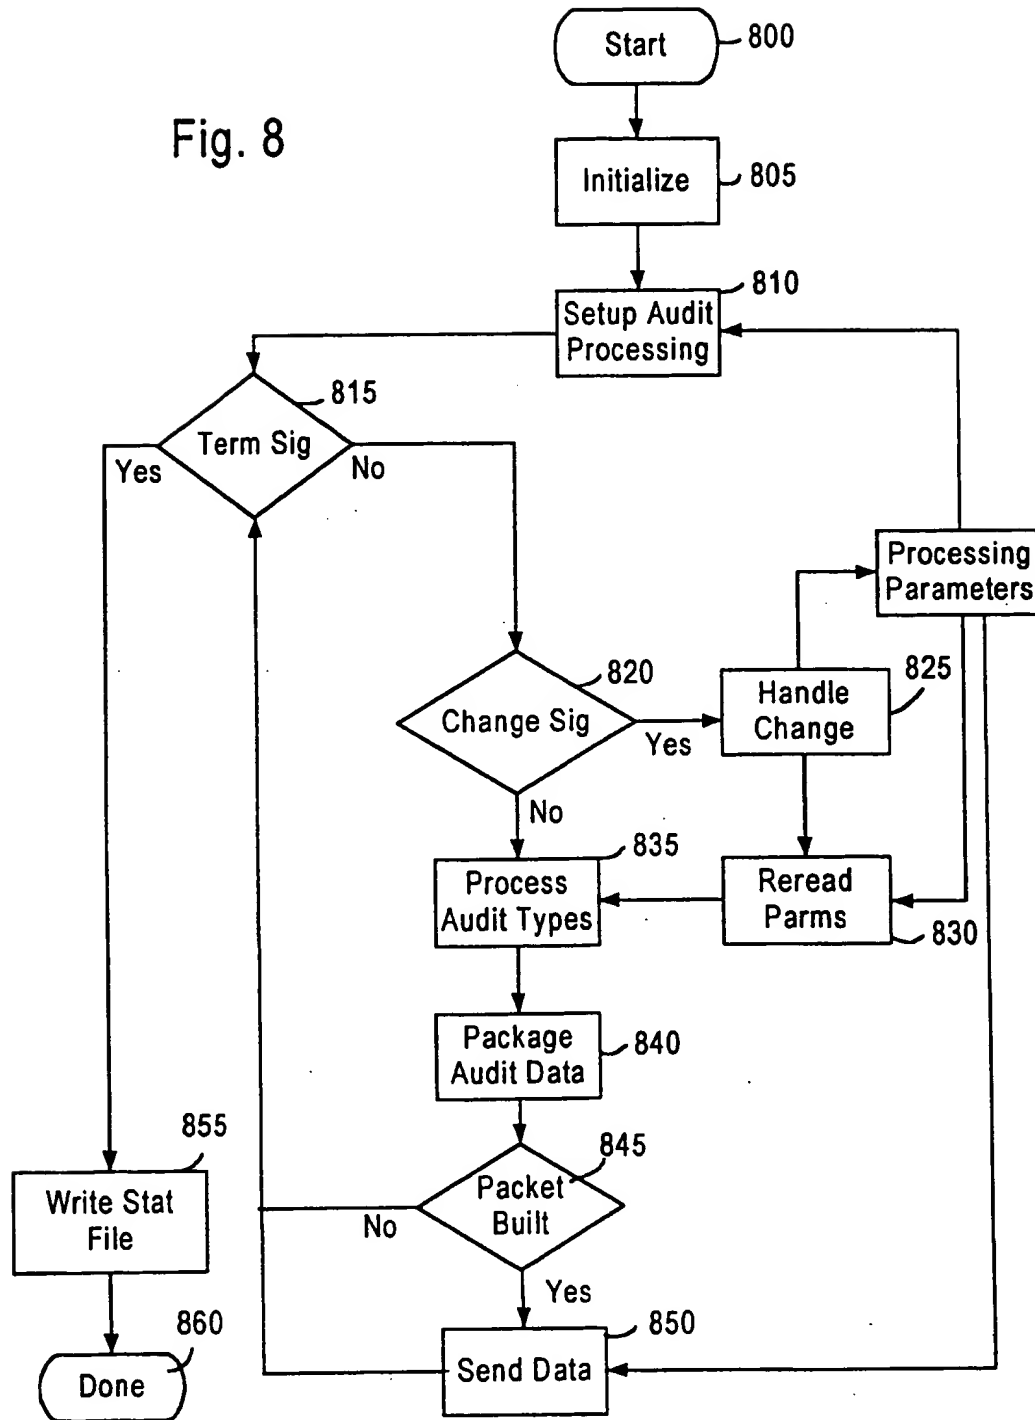 Start
800
Fig. 8
Initialize
805
810
Setup Audit
Processing
815
Term Sig
Yes
No
Processing
Parameters
820
Change Sig
Yes
825
Handle
Change
No
835
Process
Audit Types
Reread
Parms
830
Package
Audit Data
840
855
845
Write Stat
File
Packet
Built
No
Yes
860
850
Done
Send Data